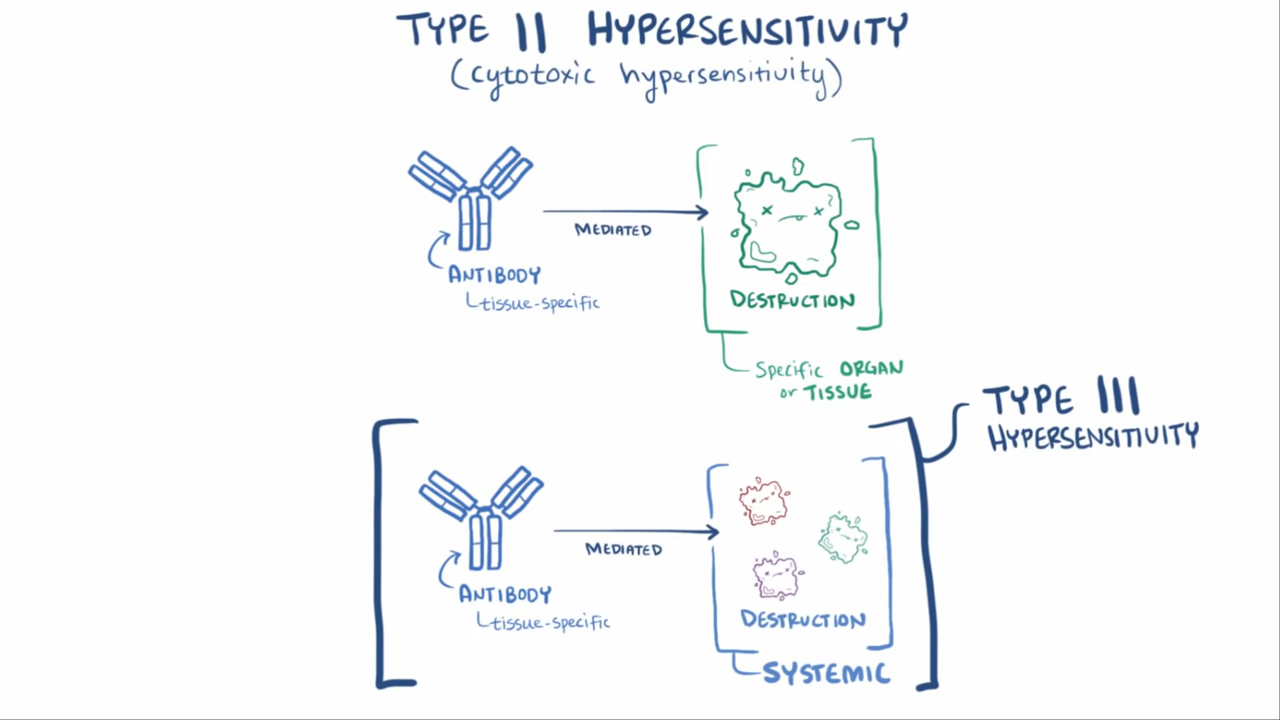 TYPE II HYPERSENSITIVITY
(cytotoxic hypersensitivity)
MEDIATED
ANTIBODY
tissue-specific
DESTRUCTION
Specific ORGAN
or TISSUE
TYPE III
HYPERSENSITIVITY
MEDIATED
ANTIBODY
tissue-specific
DESTRUCTION
SYSTEMIC